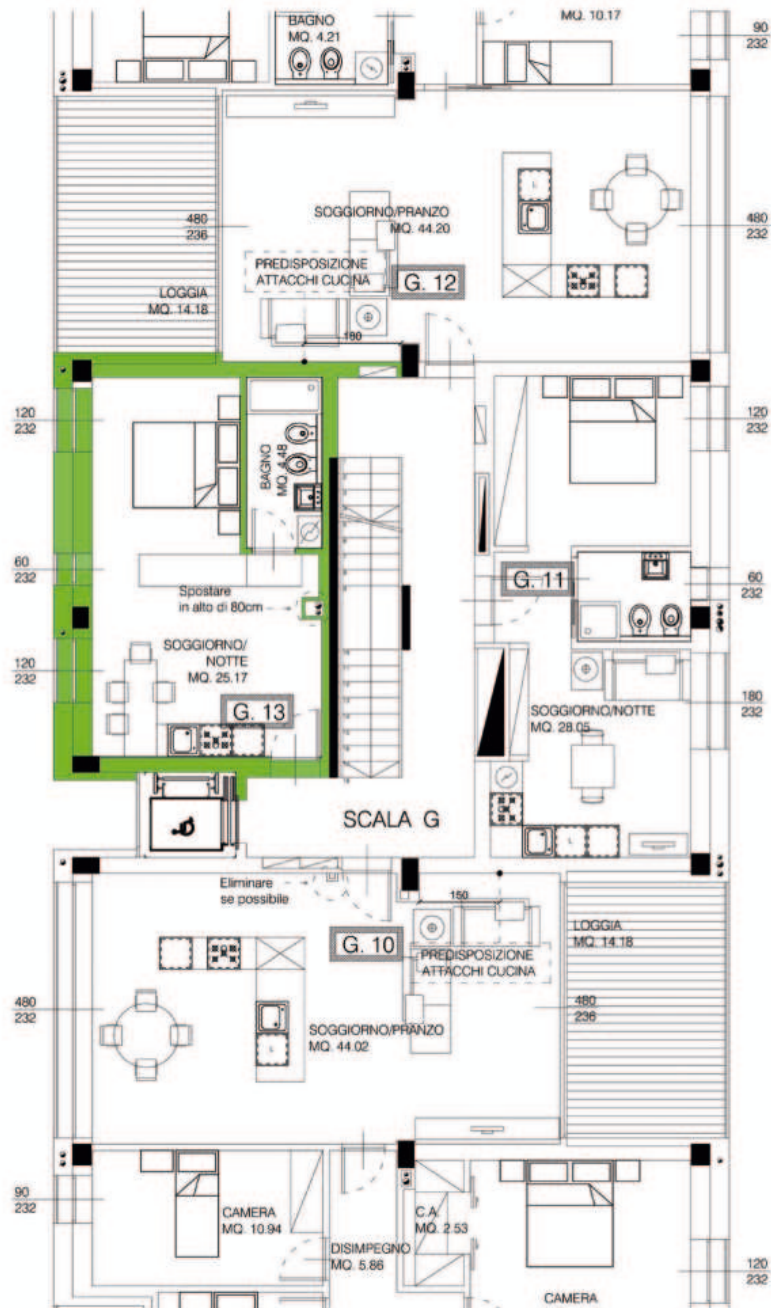 BAGNO
MQ. 4.21
MQ. 10.17
90
232
480
236
SOGGIORNO/PRANZO
MQ. 44.20
480
232
PREDISPOSIZIONE
ATTACCHI CUCINA
G. 12
LOGGIA
MQ. 14.18
180
L
120
232
BAGNO
MQ. 4.48
120
232
60
232
Spostare
in alto di 80cm
G. 11
60
232
SOGGIORNO/
NOTTE
MQ. 25.17
120
232
G. 13
SOGGIORNO/NOTTE
MQ. 28.05
180
232
L
SCALA G
Eliminare
se possibile
150
G. 10
PREDISPOSIZIONE
ATTACCHI CUCINA
LOGGIA
MQ. 14.18
480
232
480
236
SOGGIORNO/PRANZO
MQ. 44.02
L
90
232
CAMERA
MQ. 10.94
C.A.
MQ. 2.53
DISIMPEGNO
MQ. 5.86
120
232
CAMERA